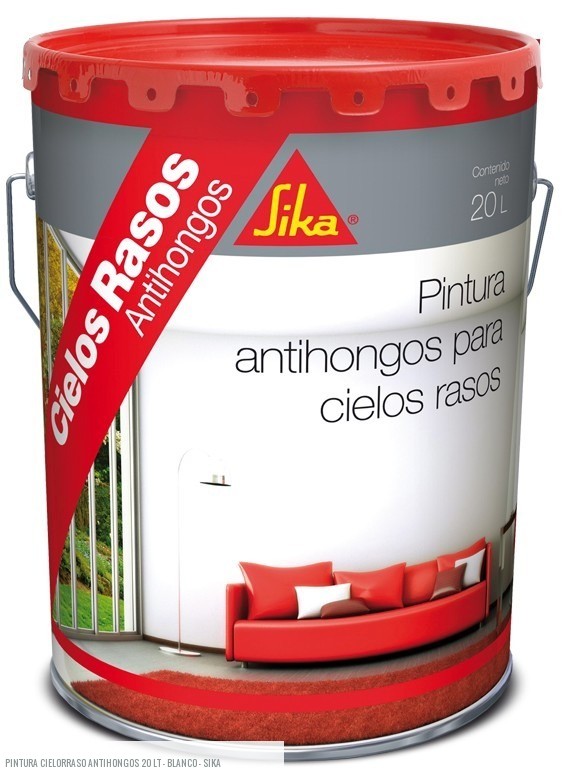 Cielos Rasos
Antihongos
Sika®
Contenido
neto
20 L
Pintura
antihongos para
cielos rasos
PINTURA CIELORRASO ANTIHONGOS 20 LT - BLANCO - SIKA